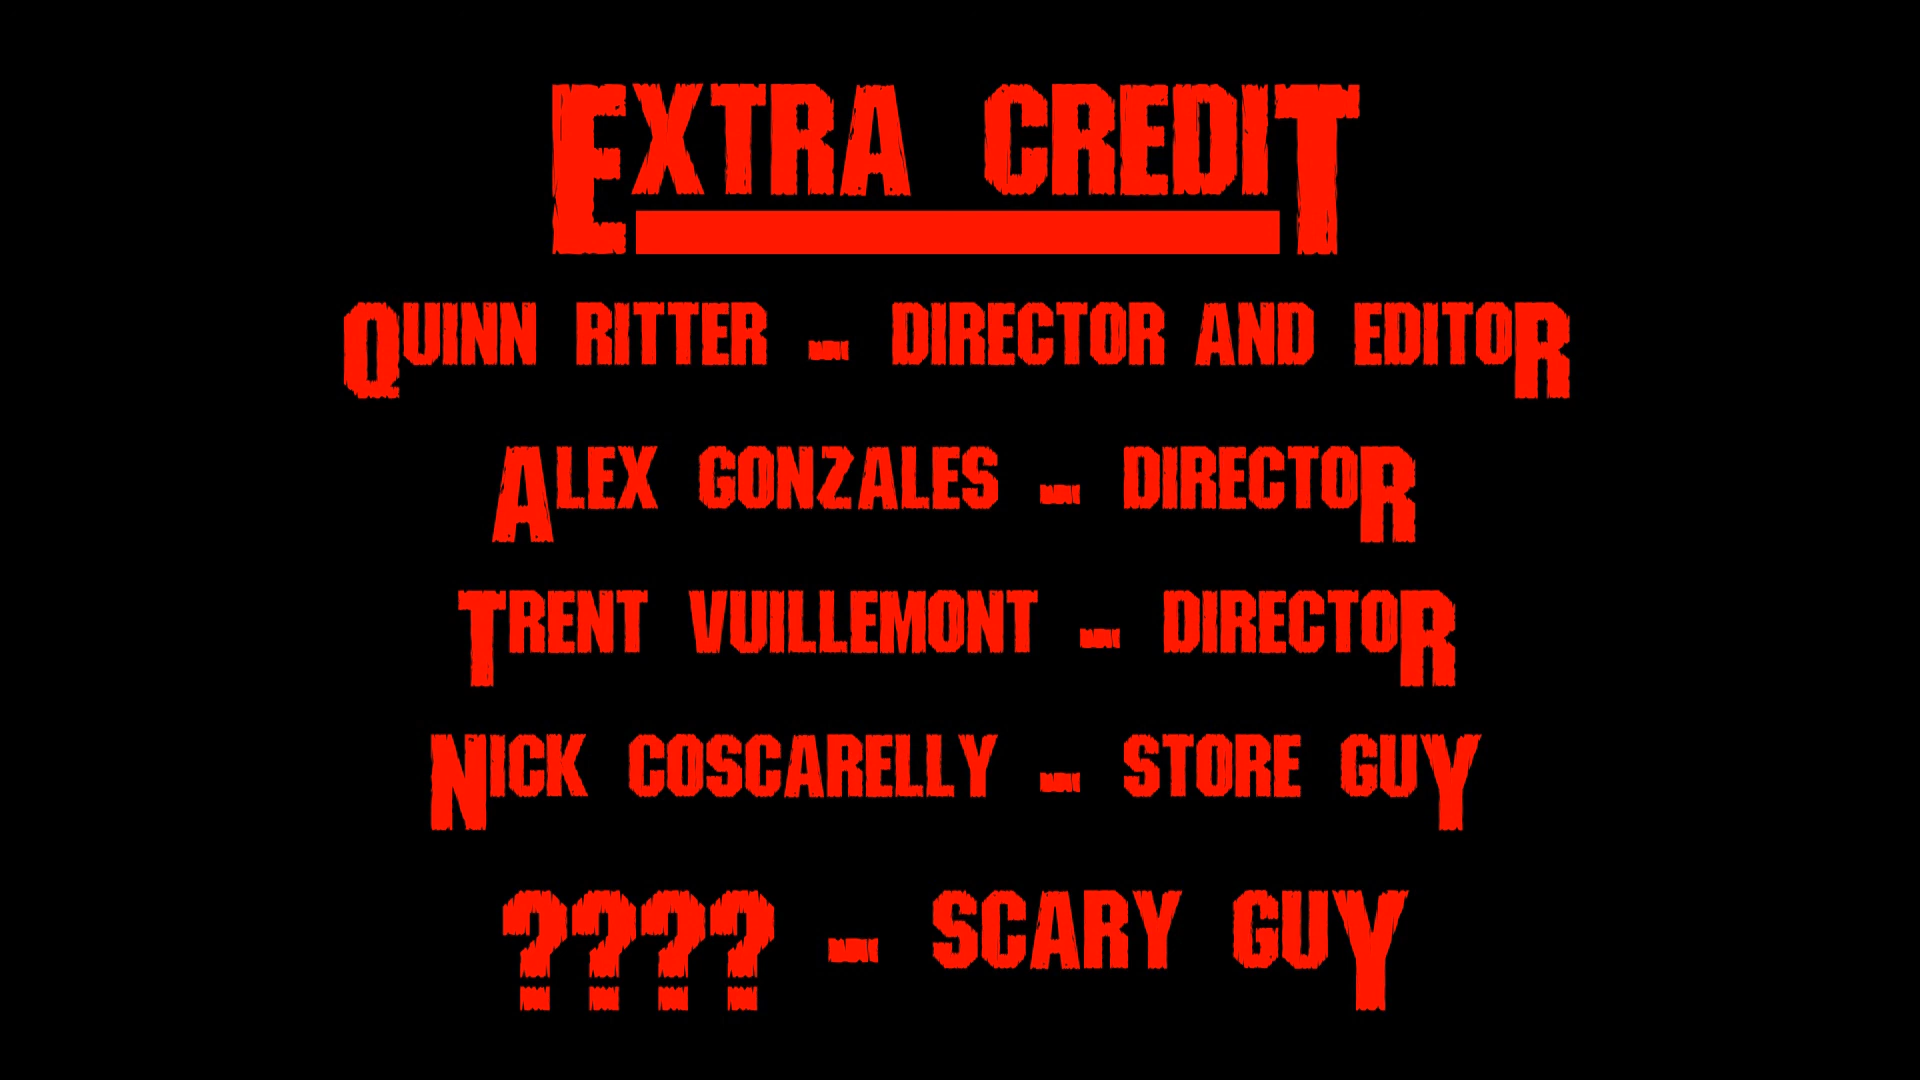 EXTRA CREDIT
QUINN RITTER - DIRECTOR AND EDITOR
ALEX GONZALES - DIRECTOR
TRENT VUILLEMONT - DIRECTOR
NICK COSCARELLY - STORE GUY
???? - SCARY GUY